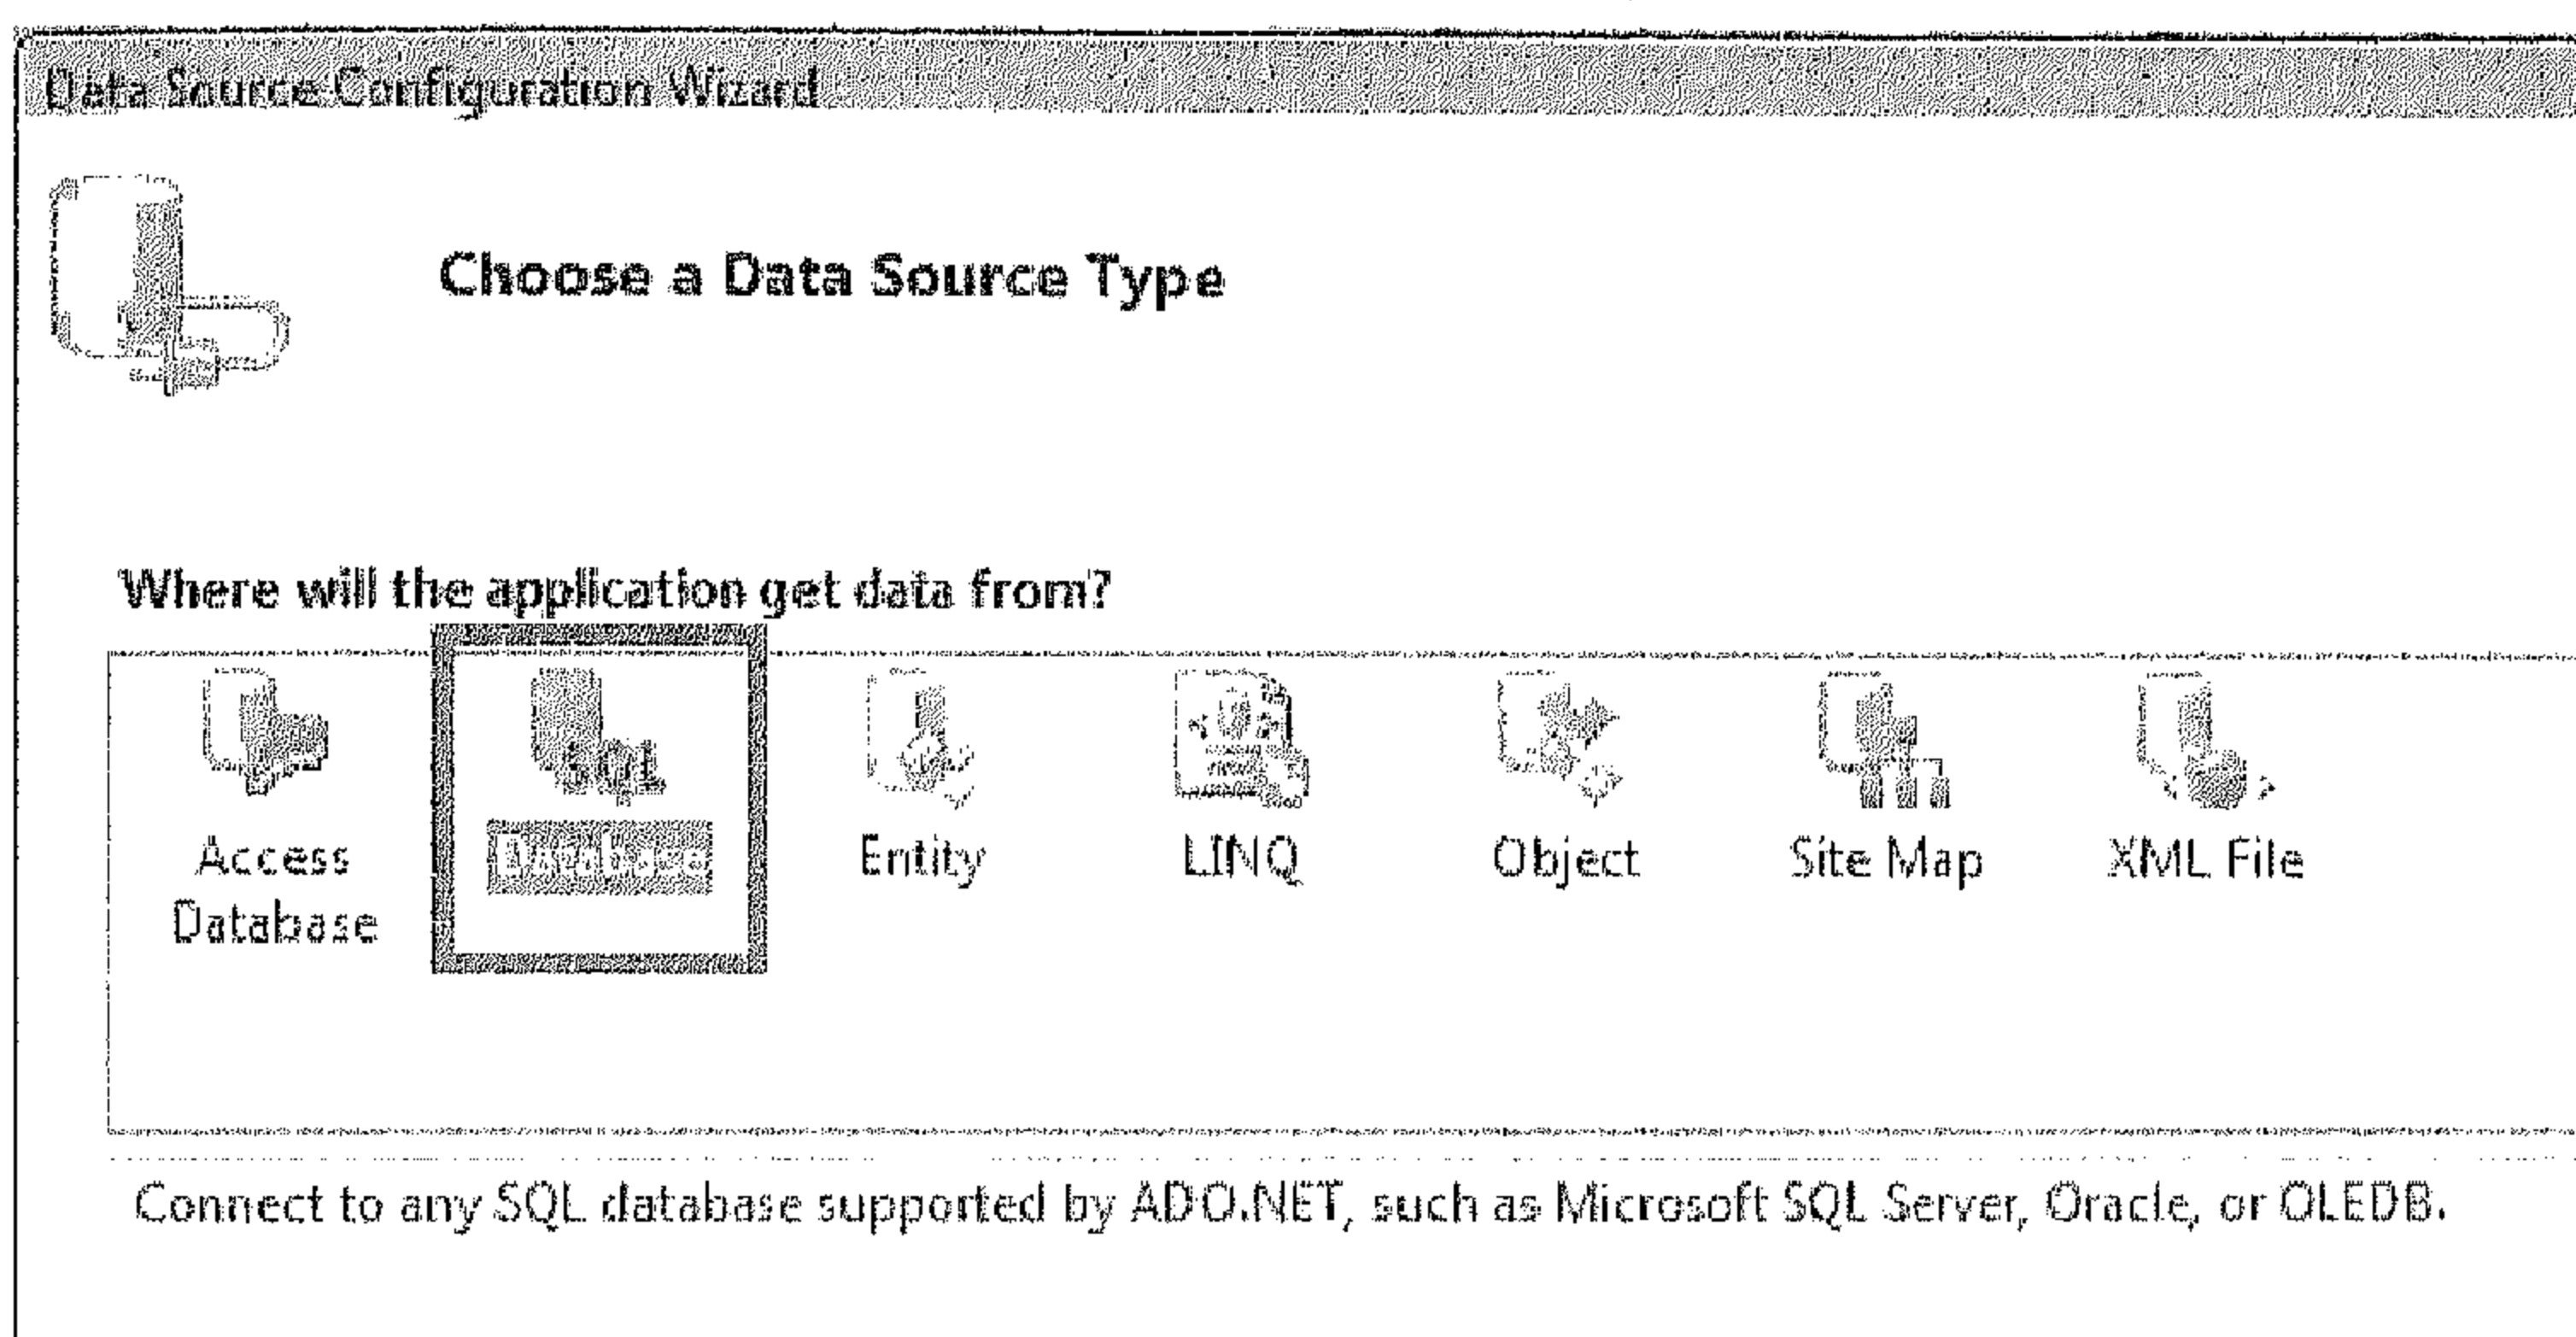 Data Source Configuration Wizard
Choose a Data Source Type
Where will the application get data from?
Access Database
Database
Entity
LINQ
Object
Site Map
XML File
Connect to any SQL database supported by ADO.NET, such as Microsoft SQL Server, Oracle, or OLEDB.